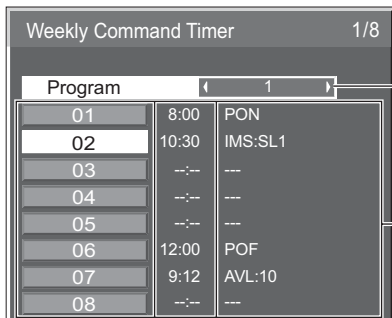 Weekly Command Timer 1/8
Program 1
01 8:00 PON
02 10:30 IMS:SL1
03 --:-- ---
04 --:-- ---
05 --:-- ---
06 12:00 POF
07 9:12 AVL:10
08 --:-- ---